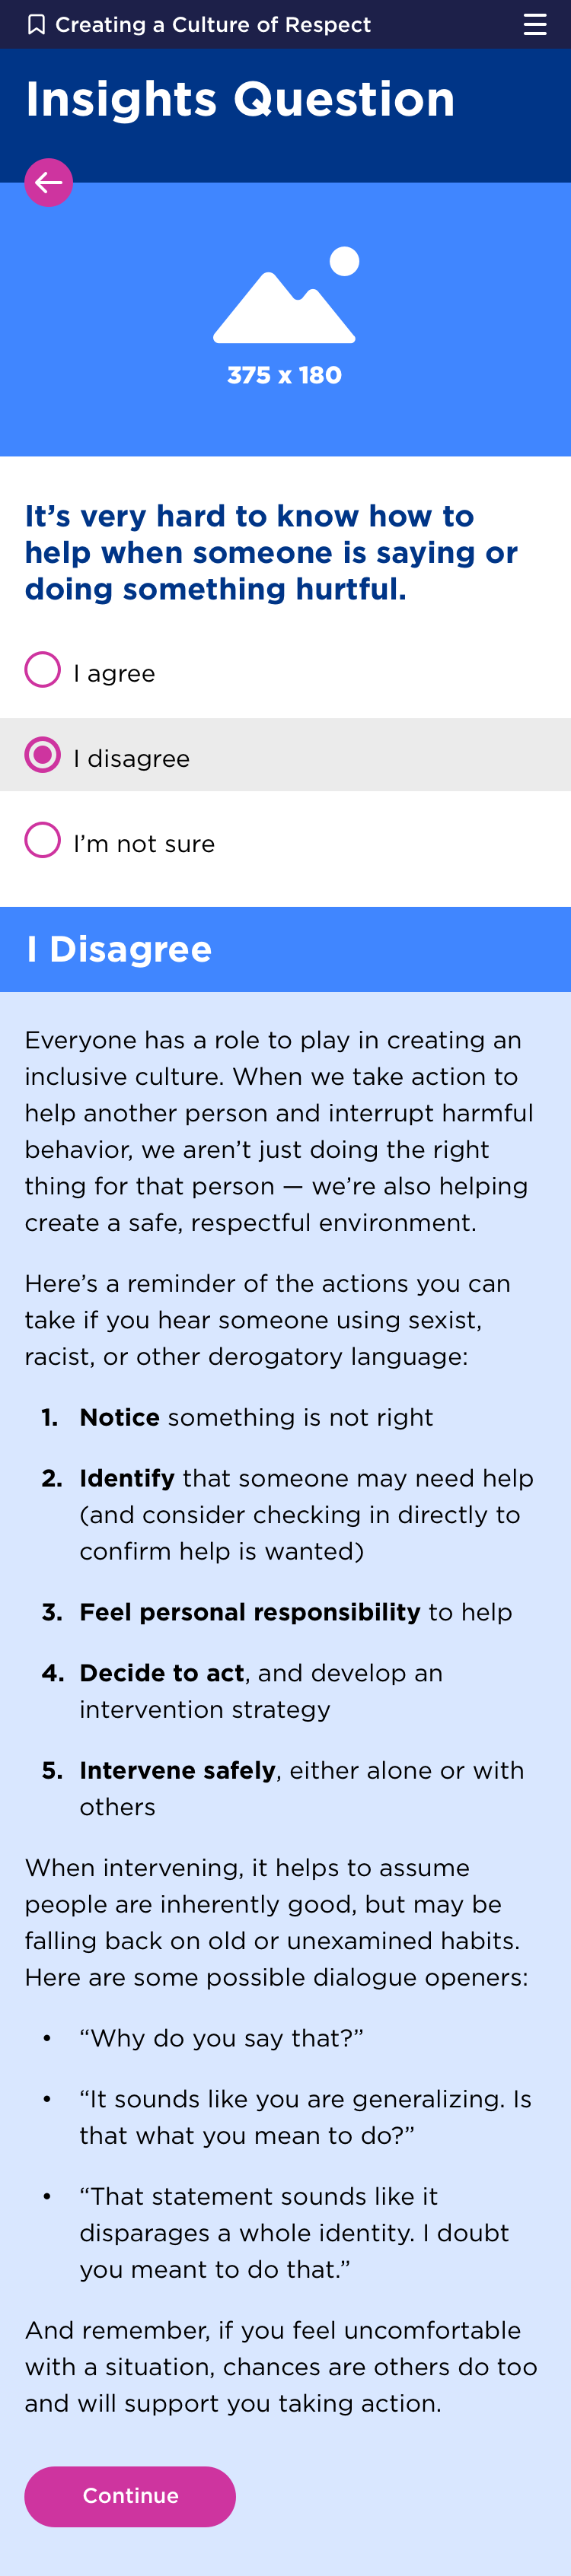 Creating a Culture of Respect
Insights Question
375 x 180
It’s very hard to know how to
help when someone is saying or
doing something hurtful.
I agree
I disagree
I’m not sure
I Disagree
Everyone has a role to play in creating an
inclusive culture. When we take action to
help another person and interrupt harmful
behavior, we aren’t just doing the right
thing for that person — we’re also helping
create a safe, respectful environment.
Here’s a reminder of the actions you can
take if you hear someone using sexist,
racist, or other derogatory language:
1. Notice something is not right
2. Identify that someone may need help
(and consider checking in directly to
confirm help is wanted)
3. Feel personal responsibility to help
4. Decide to act, and develop an
intervention strategy
5. Intervene safely, either alone or with
others
When intervening, it helps to assume
people are inherently good, but may be
falling back on old or unexamined habits.
Here are some possible dialogue openers:
• “Why do you say that?”
• “It sounds like you are generalizing. Is
that what you mean to do?”
• “That statement sounds like it
disparages a whole identity. I doubt
you meant to do that.”
And remember, if you feel uncomfortable
with a situation, chances are others do too
and will support you taking action.
Continue